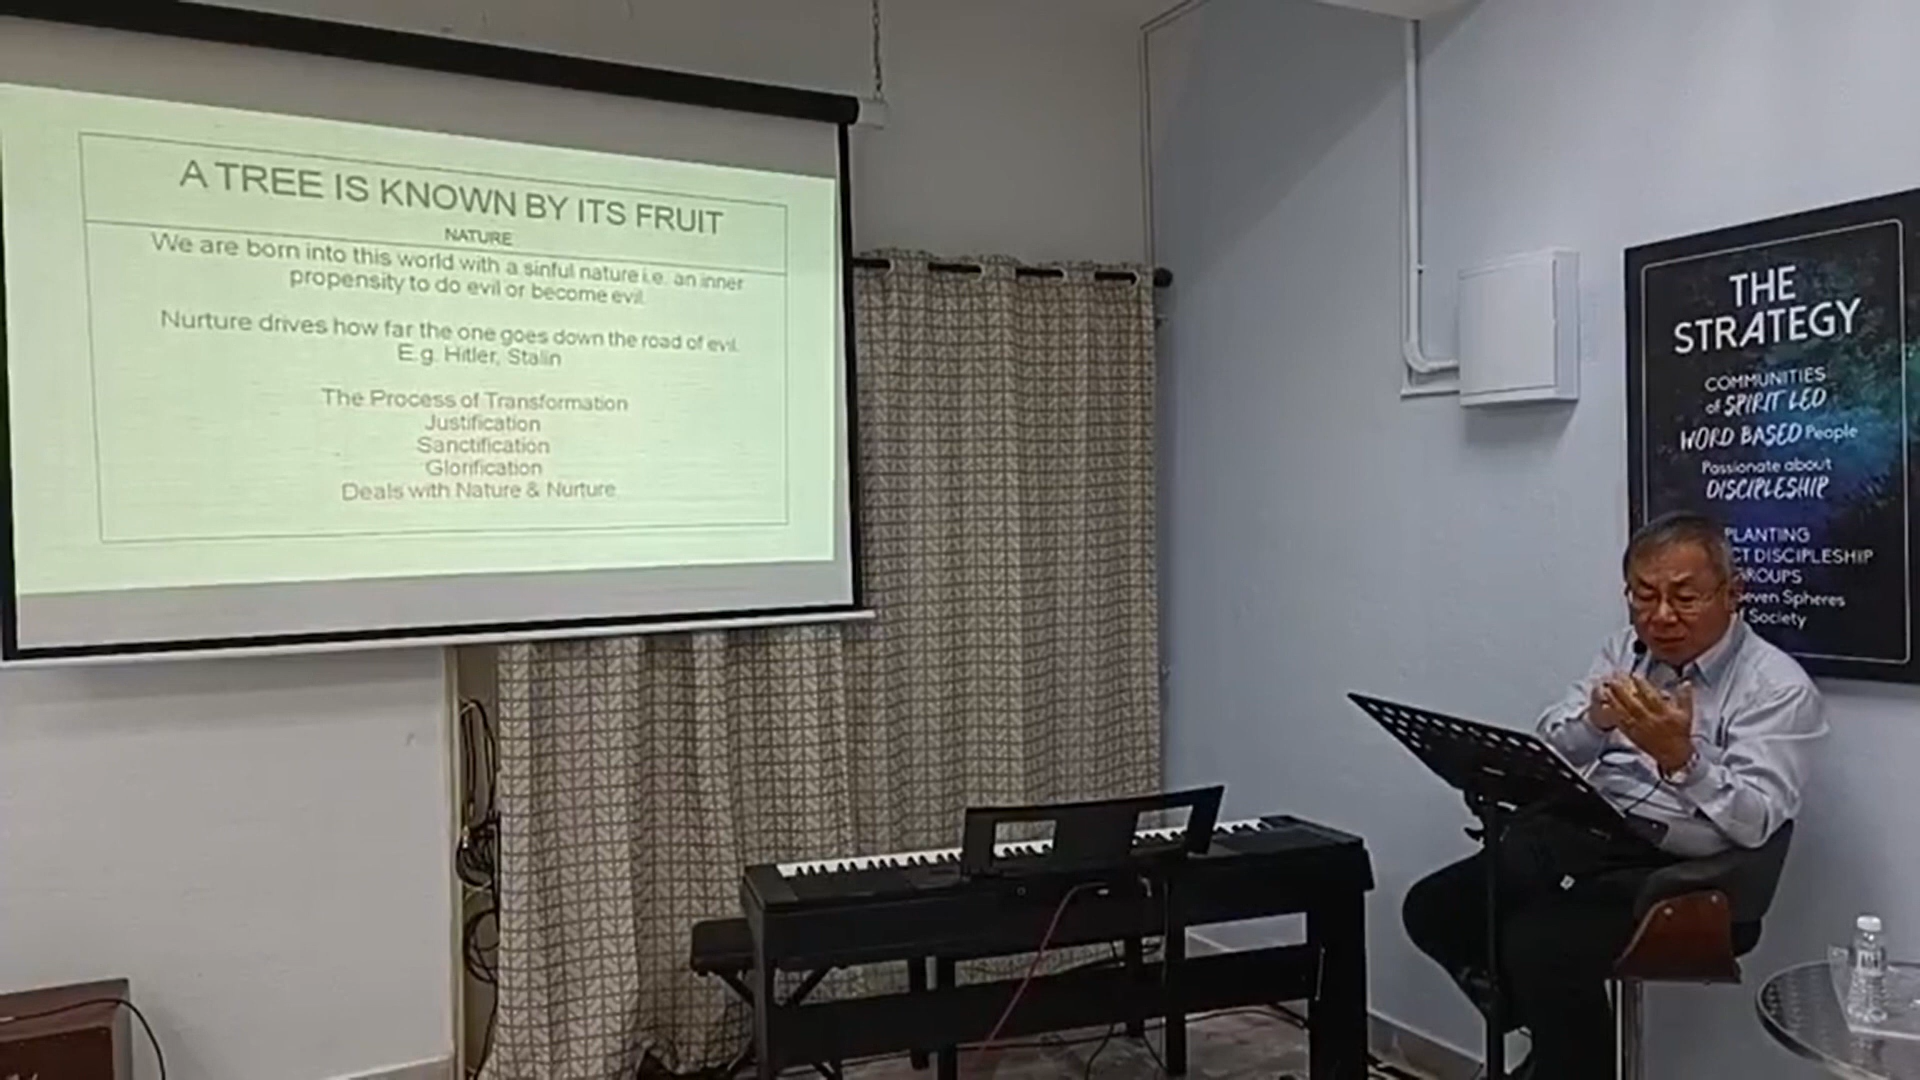 A TREE IS KNOWN BY ITS FRUIT
NATURE
We are born into this world with a sinful nature i.e. an inner
propensity to do evil or become evil.
Nurture drives how far the one goes down the road of evil.
E.g. Hitler, Stalin
The Process of Transformation
Justification
Sanctification
Glorification
Deals with Nature & Nurture
THE
STRATEGY
COMMUNITIES
of SPIRIT LED
WORD BASED People
Passionate about
DISCIPLESHIP
PLANTING
CT DISCIPLESHIP
GROUPS
Seven Spheres
Society